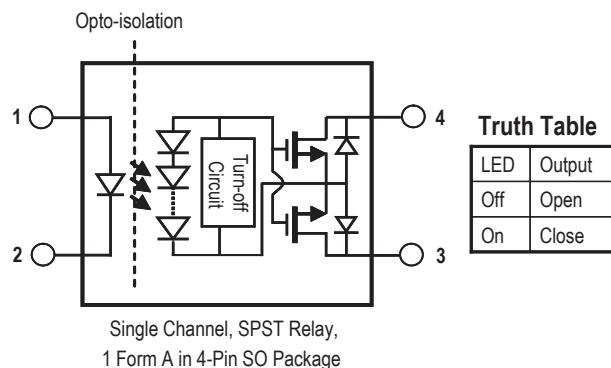 Opto-isolation
1
2
Turn-off
Circuit
4
3
Truth Table
LED Output
Off Open
On Close
Single Channel, SPST Relay,
1 Form A in 4-Pin SO Package